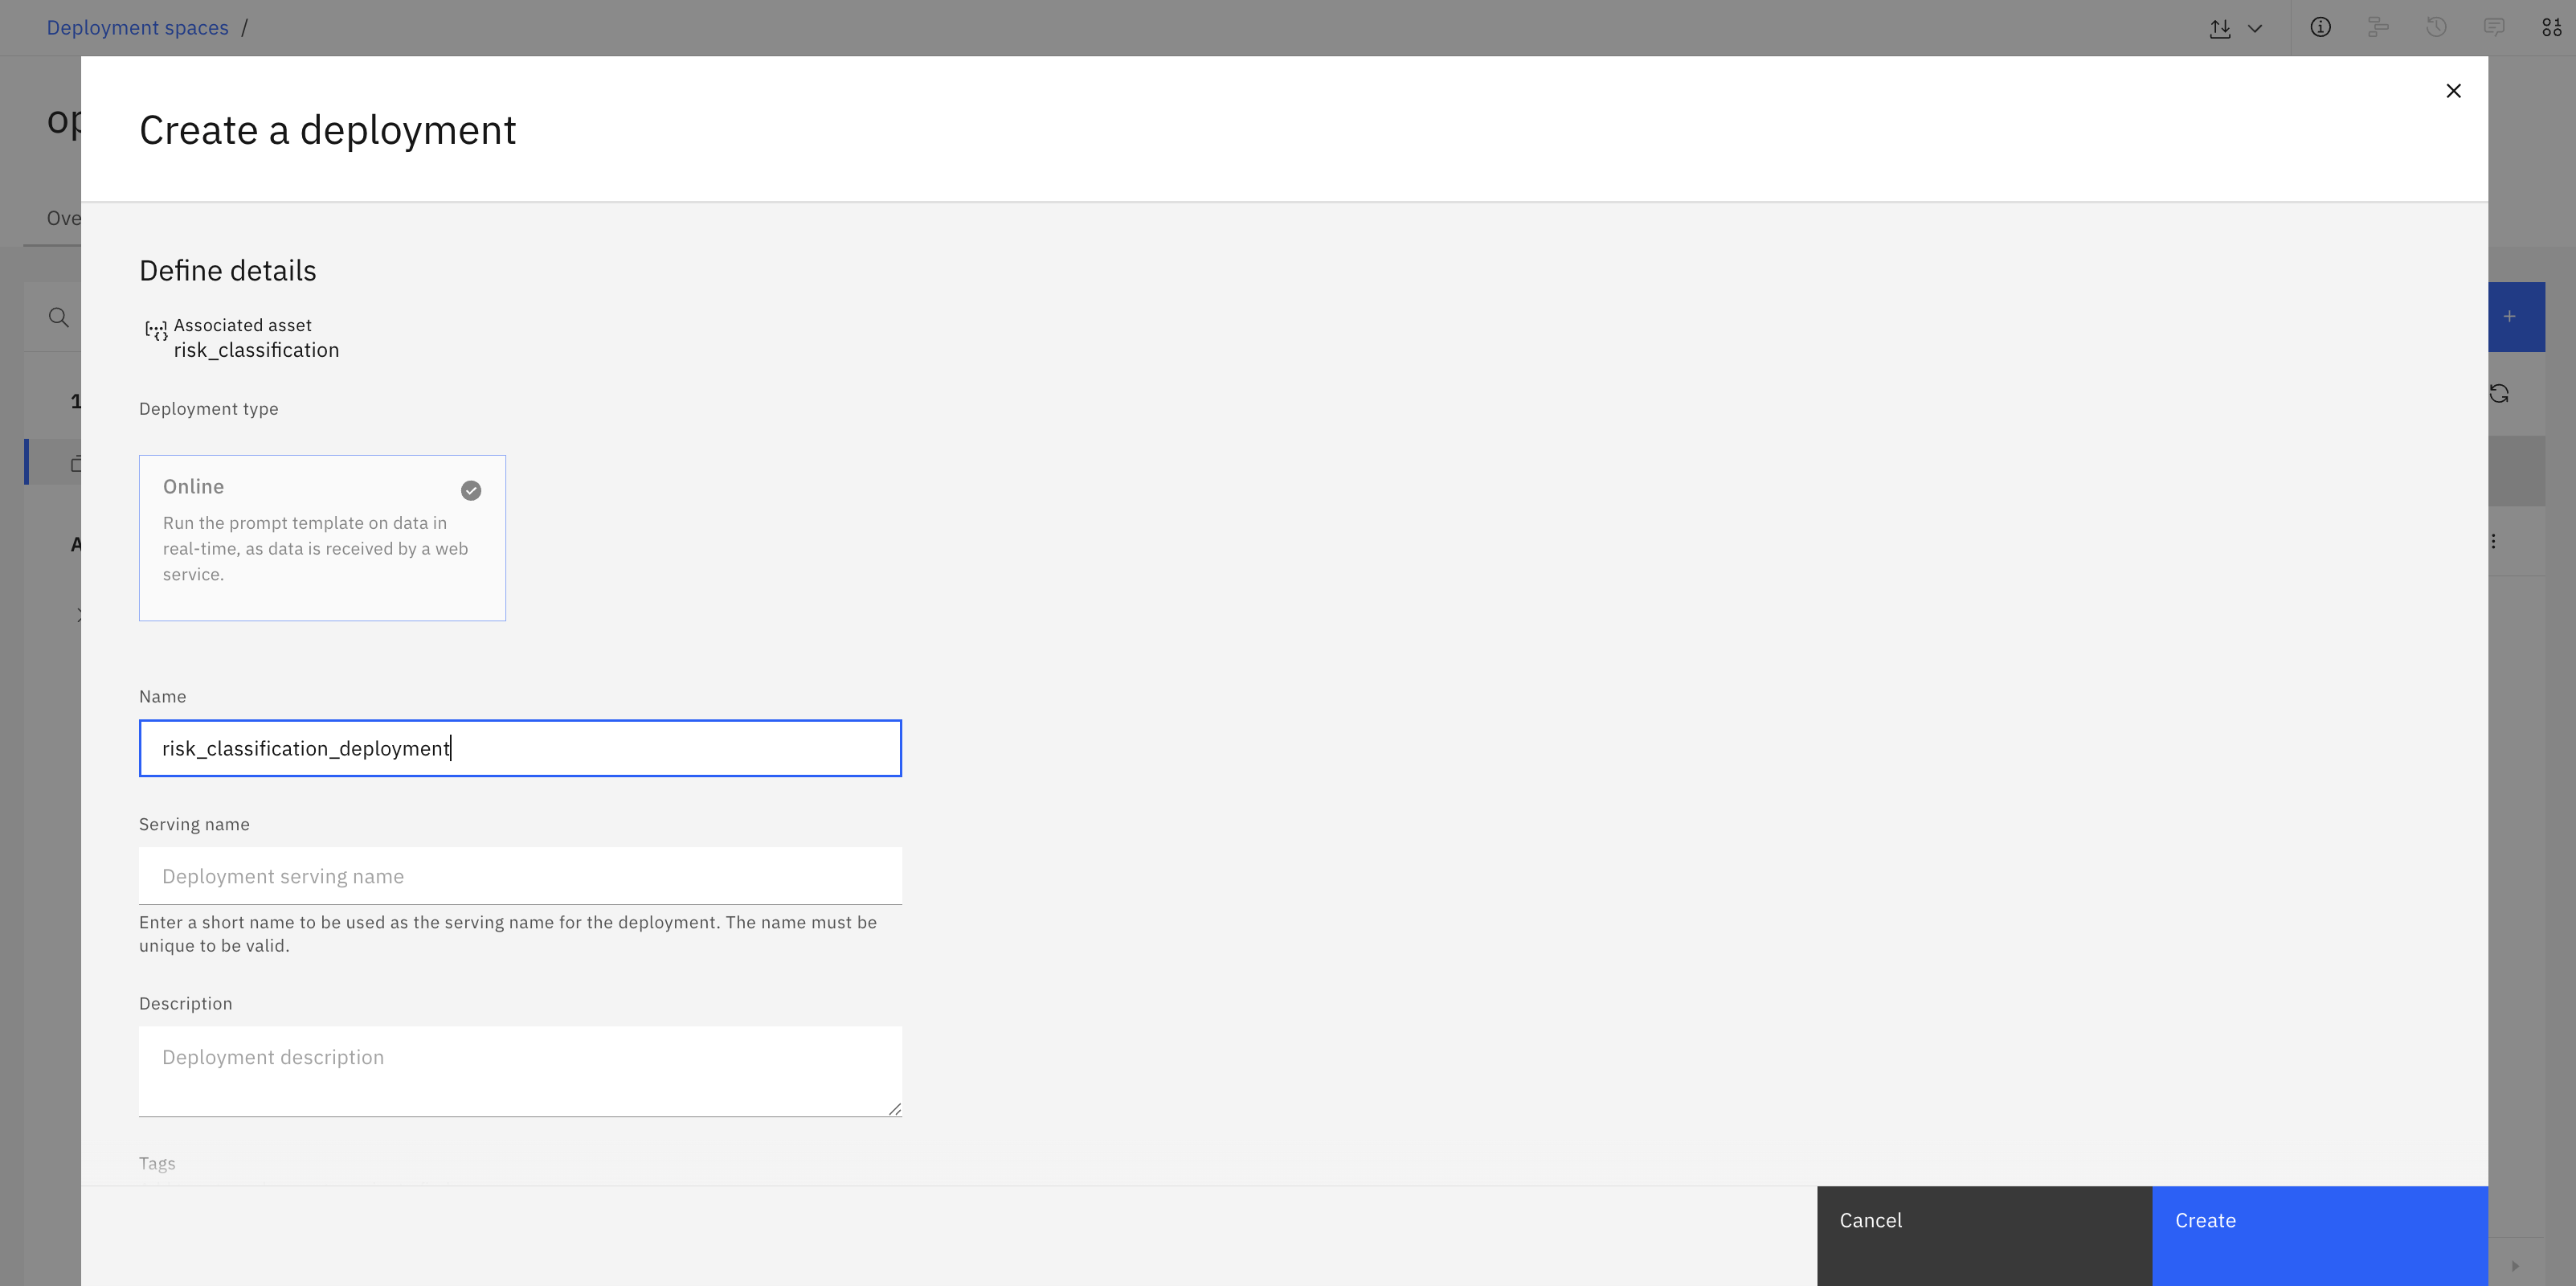 Deployment spaces /
op
Create a deployment
Ove
Define details
Associated asset
risk_classification
1
Deployment type
Online
Run the prompt template on data in
real-time, as data is received by a web
service.
A
Name
risk_classification_deployment
Serving name
Deployment serving name
Enter a short name to be used as the serving name for the deployment. The name must be
unique to be valid.
Description
Deployment description
Tags
Cancel
Create